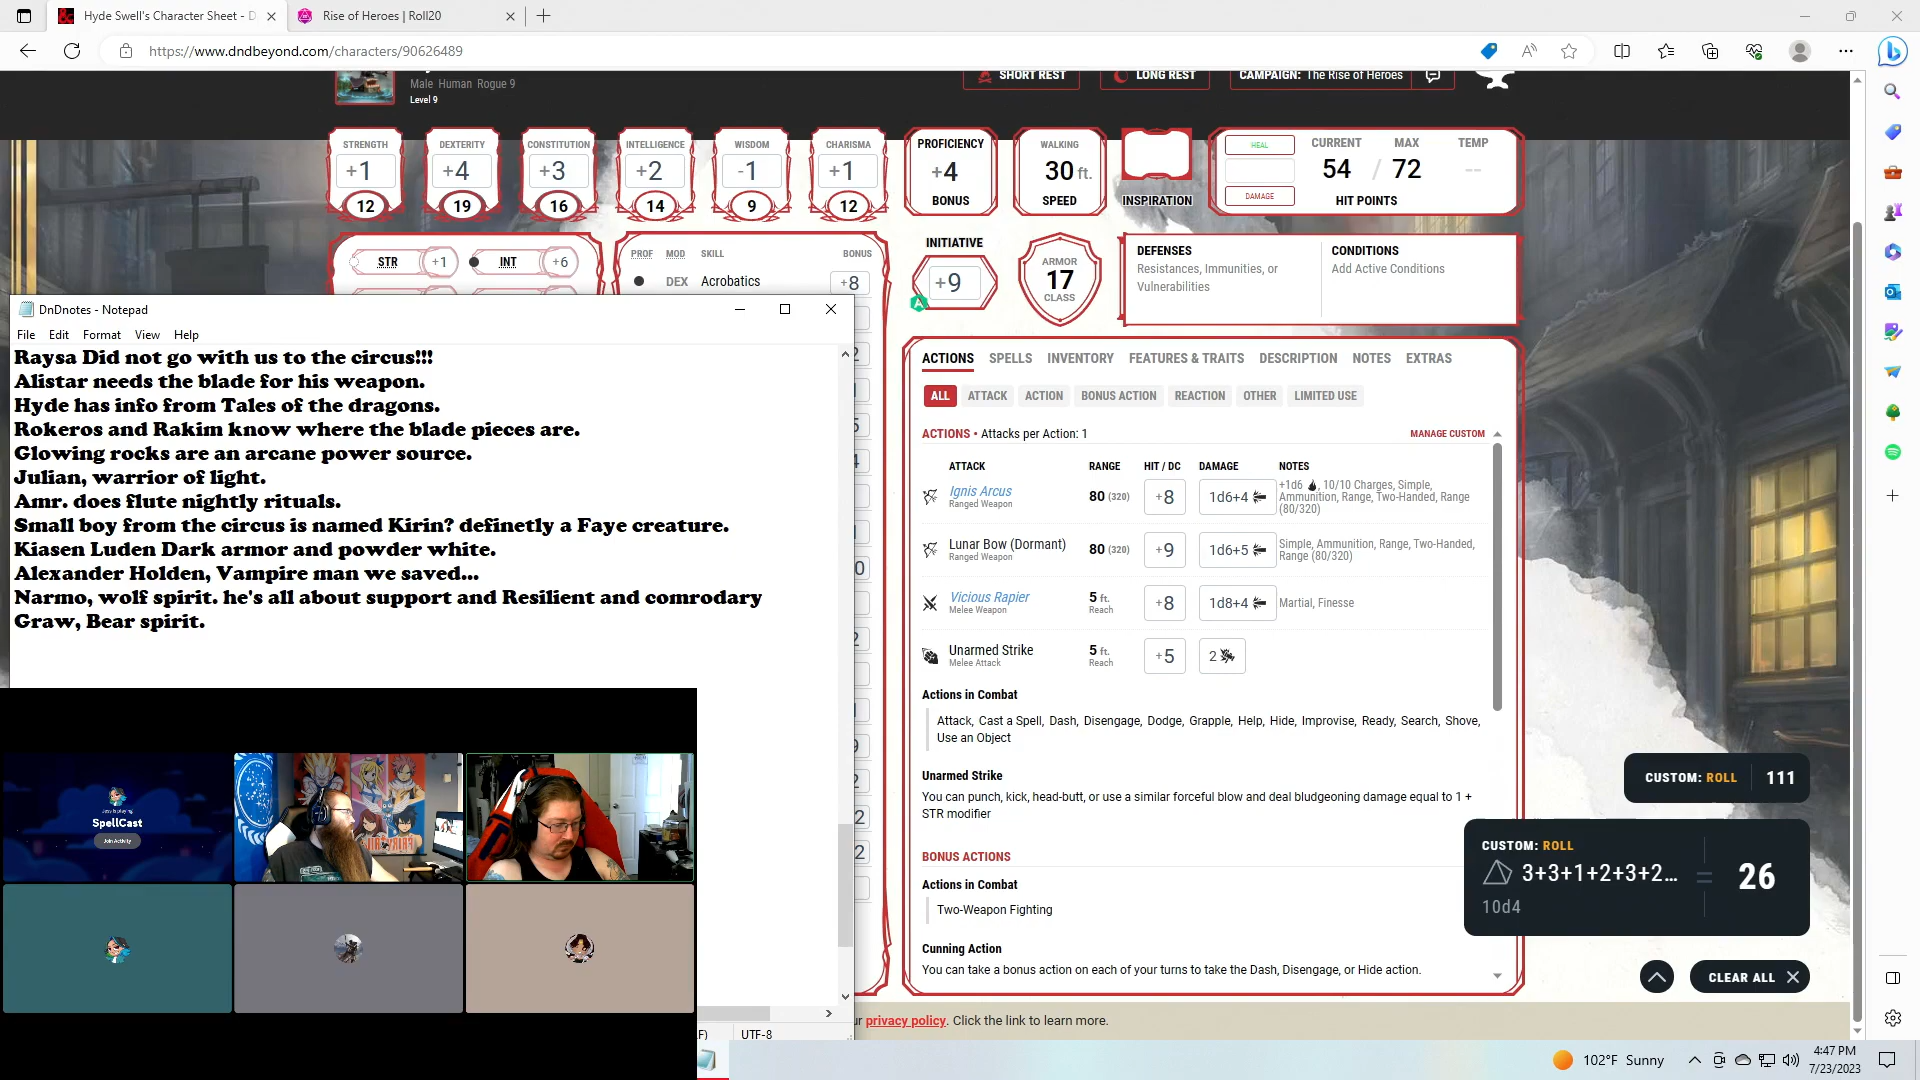 Hyde Swell's Character Sheet - D
Rise of Heroes | Roll20
https://www.dndbeyond.com/characters/90626489
Male Human Rogue 9
Level 9
SHORT REST
LONG REST
CAMPAIGN: The Rise of Heroes
STRENGTH
+1
12
DEXTERITY
+4
19
CONSTITUTION
+3
16
INTELLIGENCE
+2
14
WISDOM
-1
9
CHARISMA
+1
12
PROFICIENCY
+4
BONUS
WALKING
30 ft.
SPEED
INSPIRATION
HEAL
DAMAGE
CURRENT
54
/
MAX
72
TEMP
--
HIT POINTS
STR +1
INT +6
PROF MOD SKILL BONUS
DEX Acrobatics +8
INITIATIVE
+9
ARMOR
17
CLASS
DEFENSES
Resistances, Immunities, or
Vulnerabilities
CONDITIONS
Add Active Conditions
DnDnotes - Notepad
File Edit Format View Help
Raysa Did not go with us to the circus!!!
Alistar needs the blade for his weapon.
Hyde has info from Tales of the dragons.
Rokeros and Rakim know where the blade pieces are.
Glowing rocks are an arcane power source.
Julian, warrior of light.
Amr. does flute nightly rituals.
Small boy from the circus is named Kirin? definetly a Faye creature.
Kiasen Luden Dark armor and powder white.
Alexander Holden, Vampire man we saved...
Narmo, wolf spirit. he's all about support and Resilient and comrodary
Graw, Bear spirit.
F) UTF-8
ACTIONS SPELLS INVENTORY FEATURES & TRAITS DESCRIPTION NOTES EXTRAS
ALL ATTACK ACTION BONUS ACTION REACTION OTHER LIMITED USE
ACTIONS • Attacks per Action: 1
MANAGE CUSTOM
ATTACK RANGE HIT / DC DAMAGE NOTES
Ignis Arcus
Ranged Weapon
80 (320)
+8
1d6+4
+1d6 , 10/10 Charges, Simple,
Ammunition, Range, Two-Handed, Range
(80/320)
Lunar Bow (Dormant)
Ranged Weapon
80 (320)
+9
1d6+5
Simple, Ammunition, Range, Two-Handed,
Range (80/320)
Vicious Rapier
Melee Weapon
5 ft.
Reach
+8
1d8+4
Martial, Finesse
Unarmed Strike
Melee Attack
5 ft.
Reach
+5
2
Actions in Combat
Attack, Cast a Spell, Dash, Disengage, Dodge, Grapple, Help, Hide, Improvise, Ready, Search, Shove,
Use an Object
Unarmed Strike
You can punch, kick, head-butt, or use a similar forceful blow and deal bludgeoning damage equal to 1 +
STR modifier
BONUS ACTIONS
Actions in Combat
Two-Weapon Fighting
Cunning Action
You can take a bonus action on each of your turns to take the Dash, Disengage, or Hide action.
CUSTOM: ROLL 111
CUSTOM: ROLL
3+3+1+2+3+2... = 26
10d4
CLEAR ALL
SpellCast
Join Activity
ur privacy policy. Click the link to learn more.
102°F Sunny
4:47 PM
7/23/2023